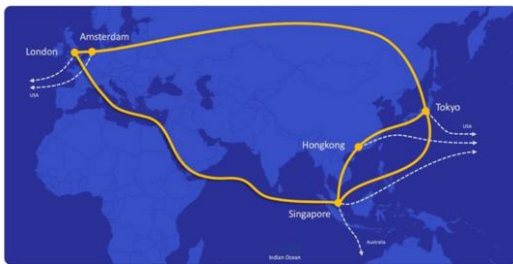 Amsterdam
London
USA
Tokyo
USA
Hongkong
Singapore
Australia
Indian Ocean